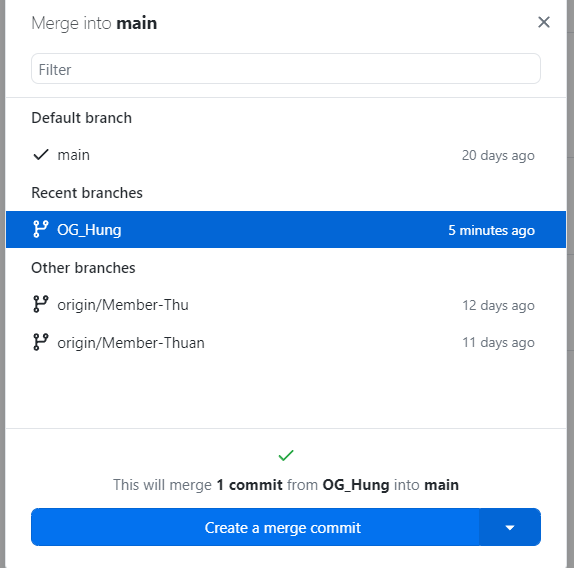 Merge into main
Filter
Default branch
main 20 days ago
Recent branches
OG_Hung 5 minutes ago
Other branches
origin/Member-Thu 12 days ago
origin/Member-Thuan 11 days ago
This will merge 1 commit from OG_Hung into main
Create a merge commit